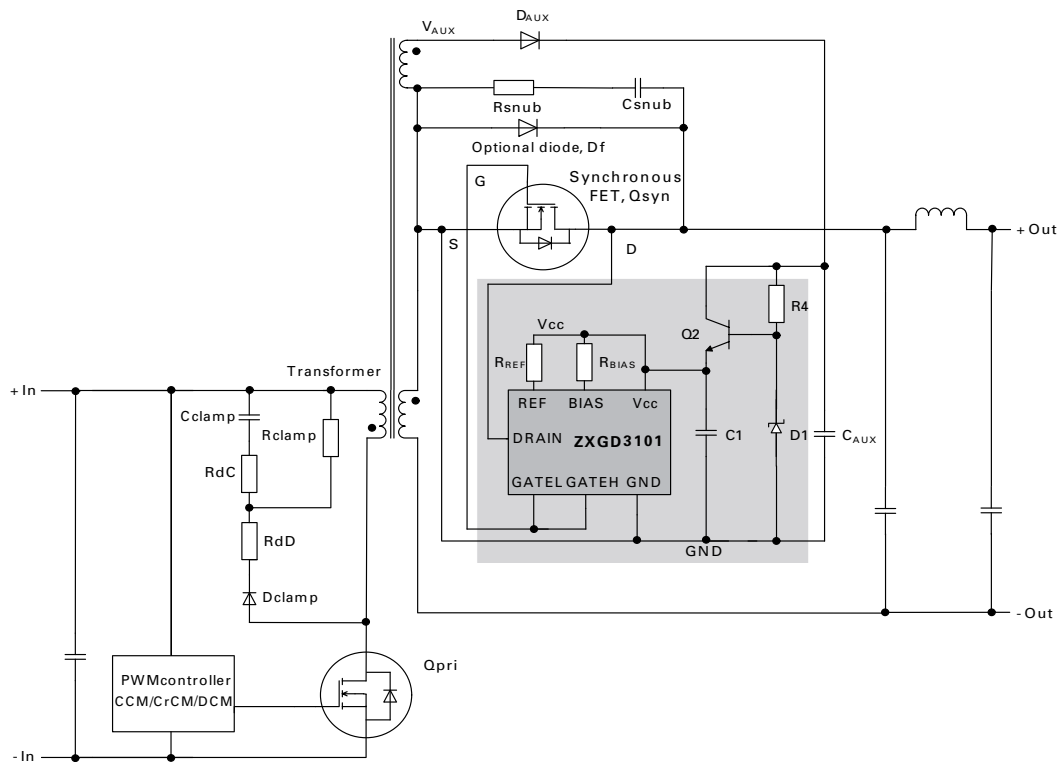 DAUX
VAUX
Rsnub
Csnub
Optional diode, Df
G
Synchronous
FET, Qsyn
S
D
+ Out
R4
Q2
Vcc
RREF
RBIAS
Transformer
+ In
REF BIAS Vcc
Cclamp
Rclamp
DRAIN ZXGD3101
C1
D1
CAUX
RdC
GATEL GATEH GND
RdD
GND
Dclamp
- Out
Qpri
PWMcontroller
CCM/CrCM/DCM
- In